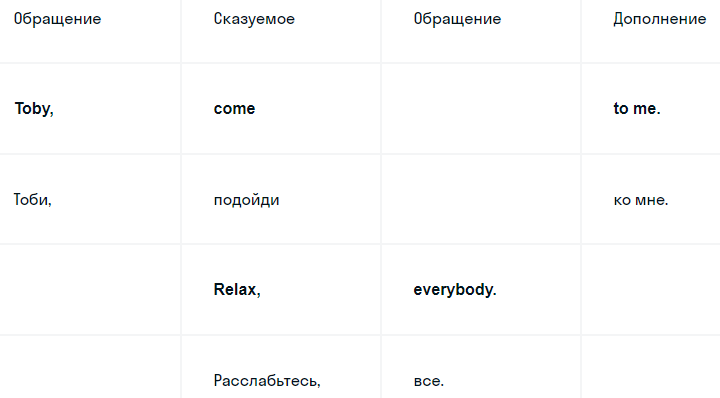 Обращение Сказуемое Обращение Дополнение
Toby, come to me.
Тоби, подойди ко мне.
Relax, everybody.
Расслабьтесь, все.